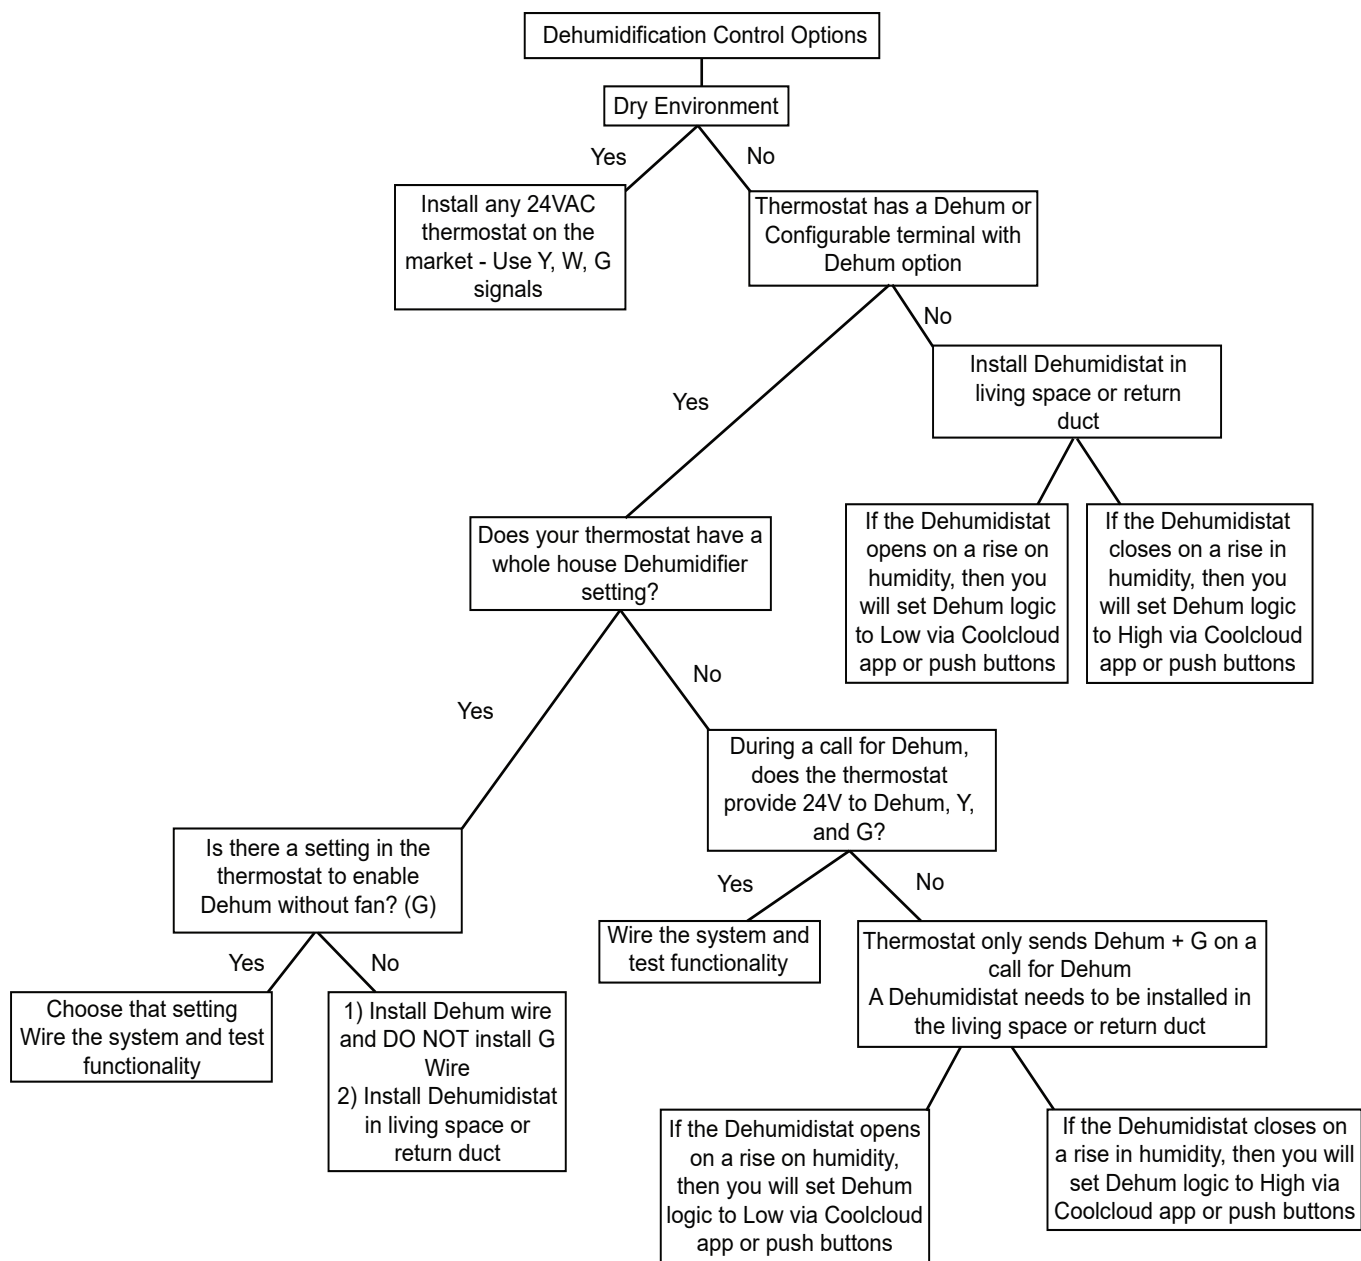 Dehumidification Control Options
Dry Environment
Yes
No
Install any 24VAC
thermostat on the
market - Use Y, W, G
signals
Thermostat has a Dehum or
Configurable terminal with
Dehum option
No
Yes
Install Dehumidistat in
living space or return
duct
If the Dehumidistat
opens on a rise on
humidity, then you
will set Dehum logic
to Low via Coolcloud
app or push buttons
If the Dehumidistat
closes on a rise in
humidity, then you
will set Dehum logic
to High via Coolcloud
app or push buttons
Does your thermostat have a
whole house Dehumidifier
setting?
Yes
No
During a call for Dehum,
does the thermostat
provide 24V to Dehum, Y,
and G?
Is there a setting in the
thermostat to enable
Dehum without fan? (G)
Yes
No
Yes
No
Choose that setting
Wire the system and test
functionality
1) Install Dehum wire
and DO NOT install G
Wire
2) Install Dehumidistat
in living space or
return duct
Wire the system and
test functionality
Thermostat only sends Dehum + G on a
call for Dehum
A Dehumidistat needs to be installed in
the living space or return duct
If the Dehumidistat opens
on a rise on humidity,
then you will set Dehum
logic to Low via Coolcloud
app or push buttons
If the Dehumidistat closes on
a rise in humidity, then you will
set Dehum logic to High via
Coolcloud app or push buttons